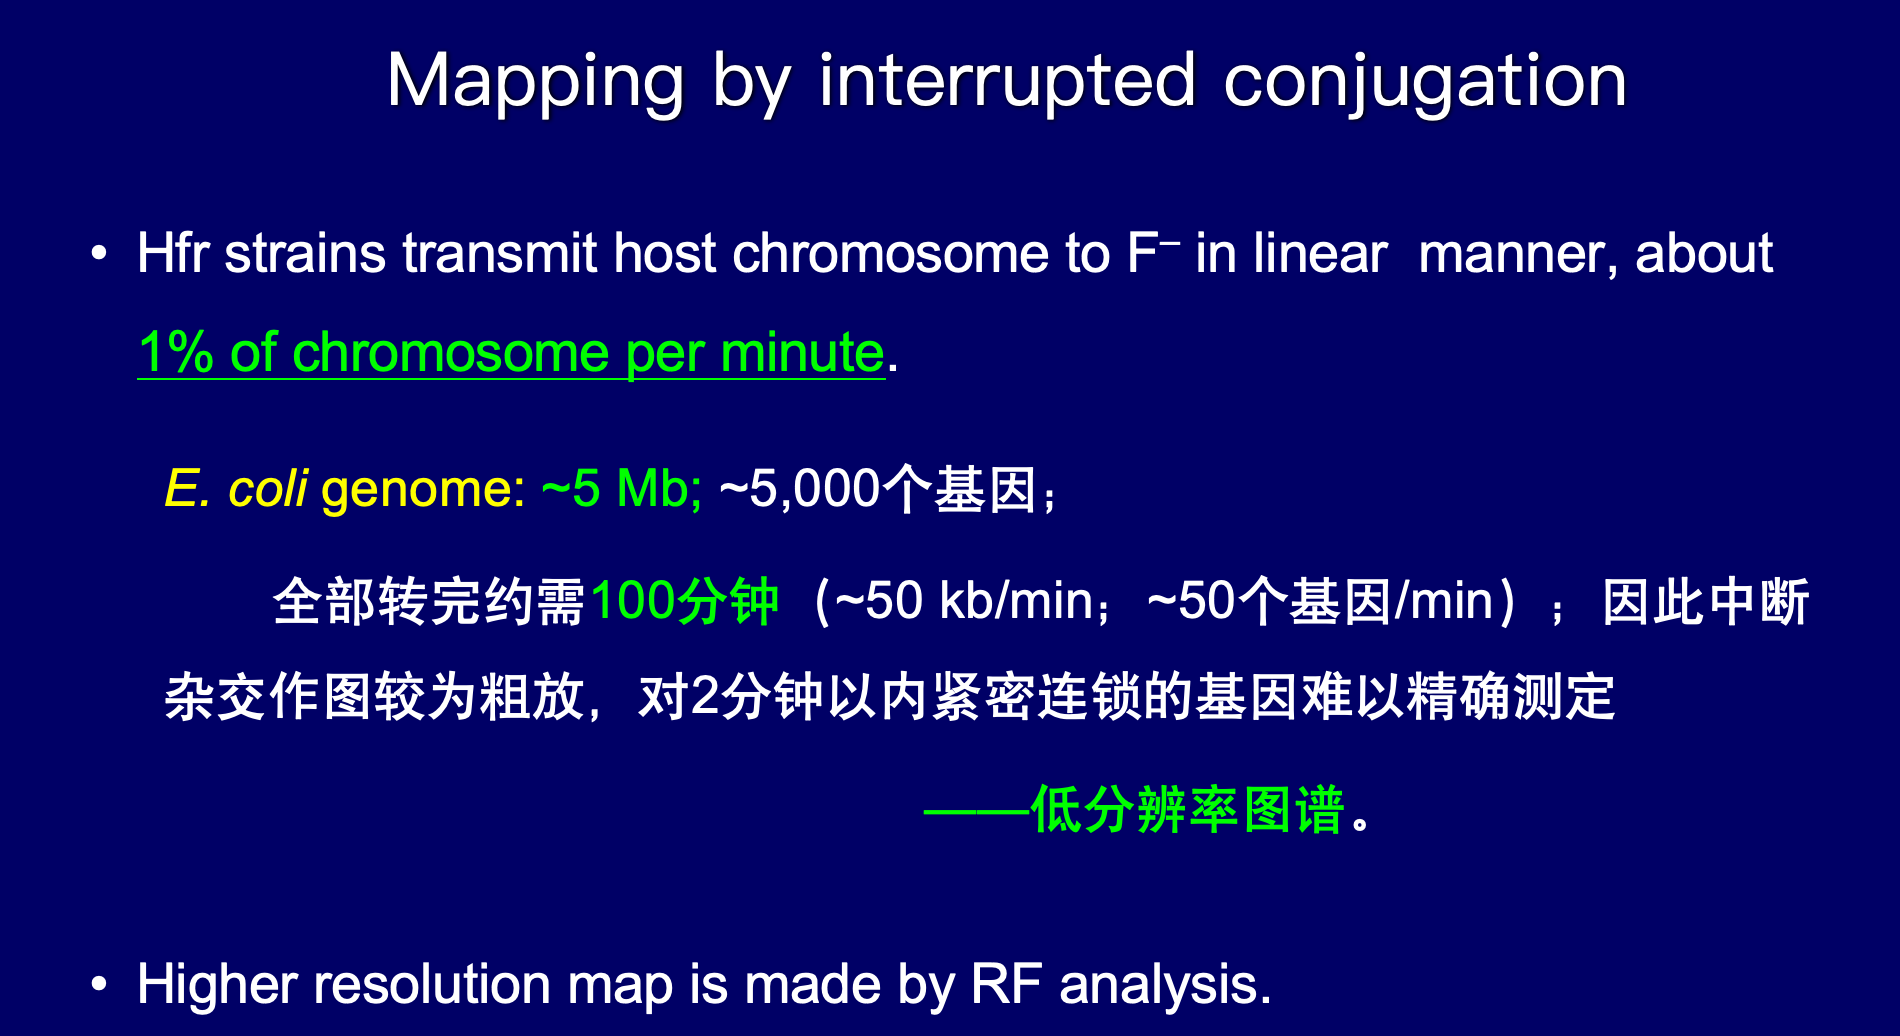 Mapping by interrupted conjugation
• Hfr strains transmit host chromosome to F– in linear manner, about
1% of chromosome per minute.
E. coli genome: ~5 Mb; ~5,000个基因；
全部转完约需100分钟（~50 kb/min；~50个基因/min）；因此中断
杂交作图较为粗放，对2分钟以内紧密连锁的基因难以精确测定
——低分辨率图谱。
• Higher resolution map is made by RF analysis.